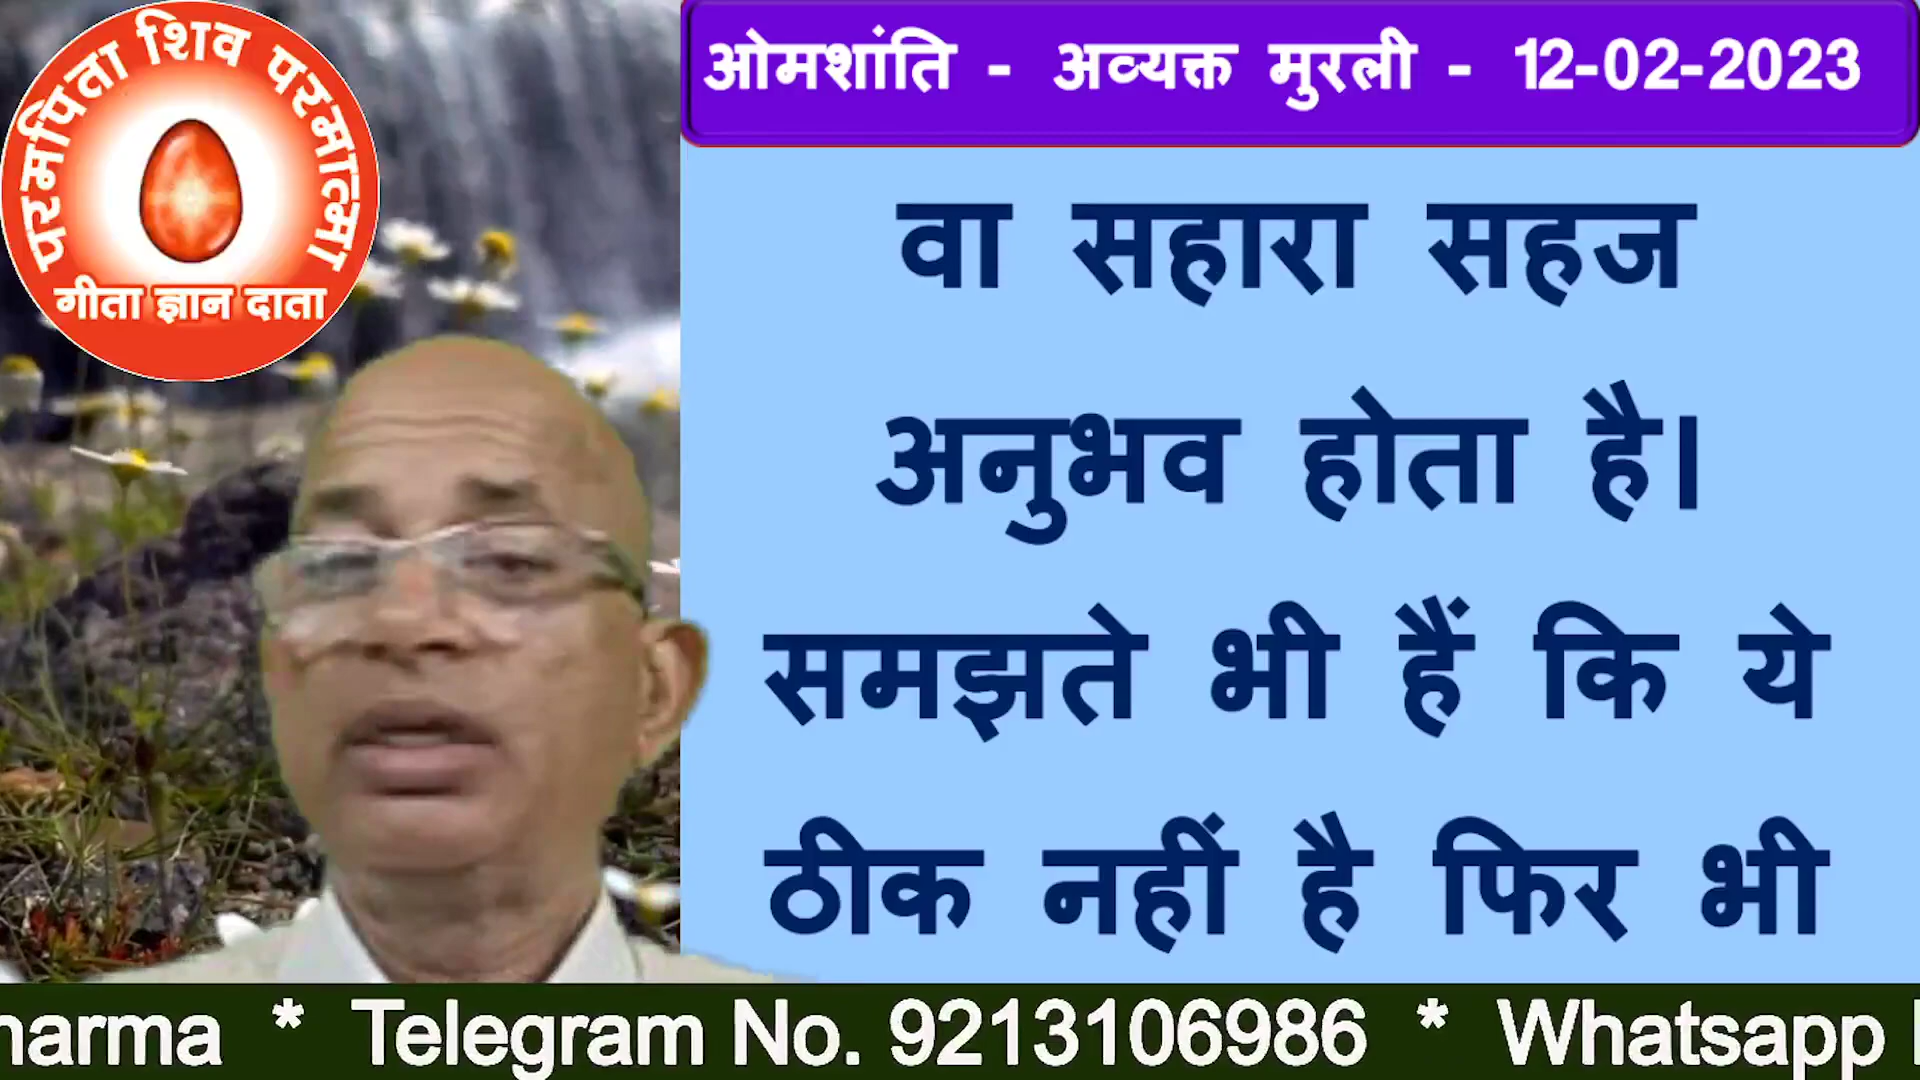 परमपिता शिव परमात्मा
गीता ज्ञान दाता
ओमशांति - अव्यक्त मुरली - 12-02-2023
वा सहारा सहज
अनुभव होता है।
समझते भी हैं कि ये
ठीक नहीं है फिर भी
harma * Telegram No. 9213106986 * Whatsapp